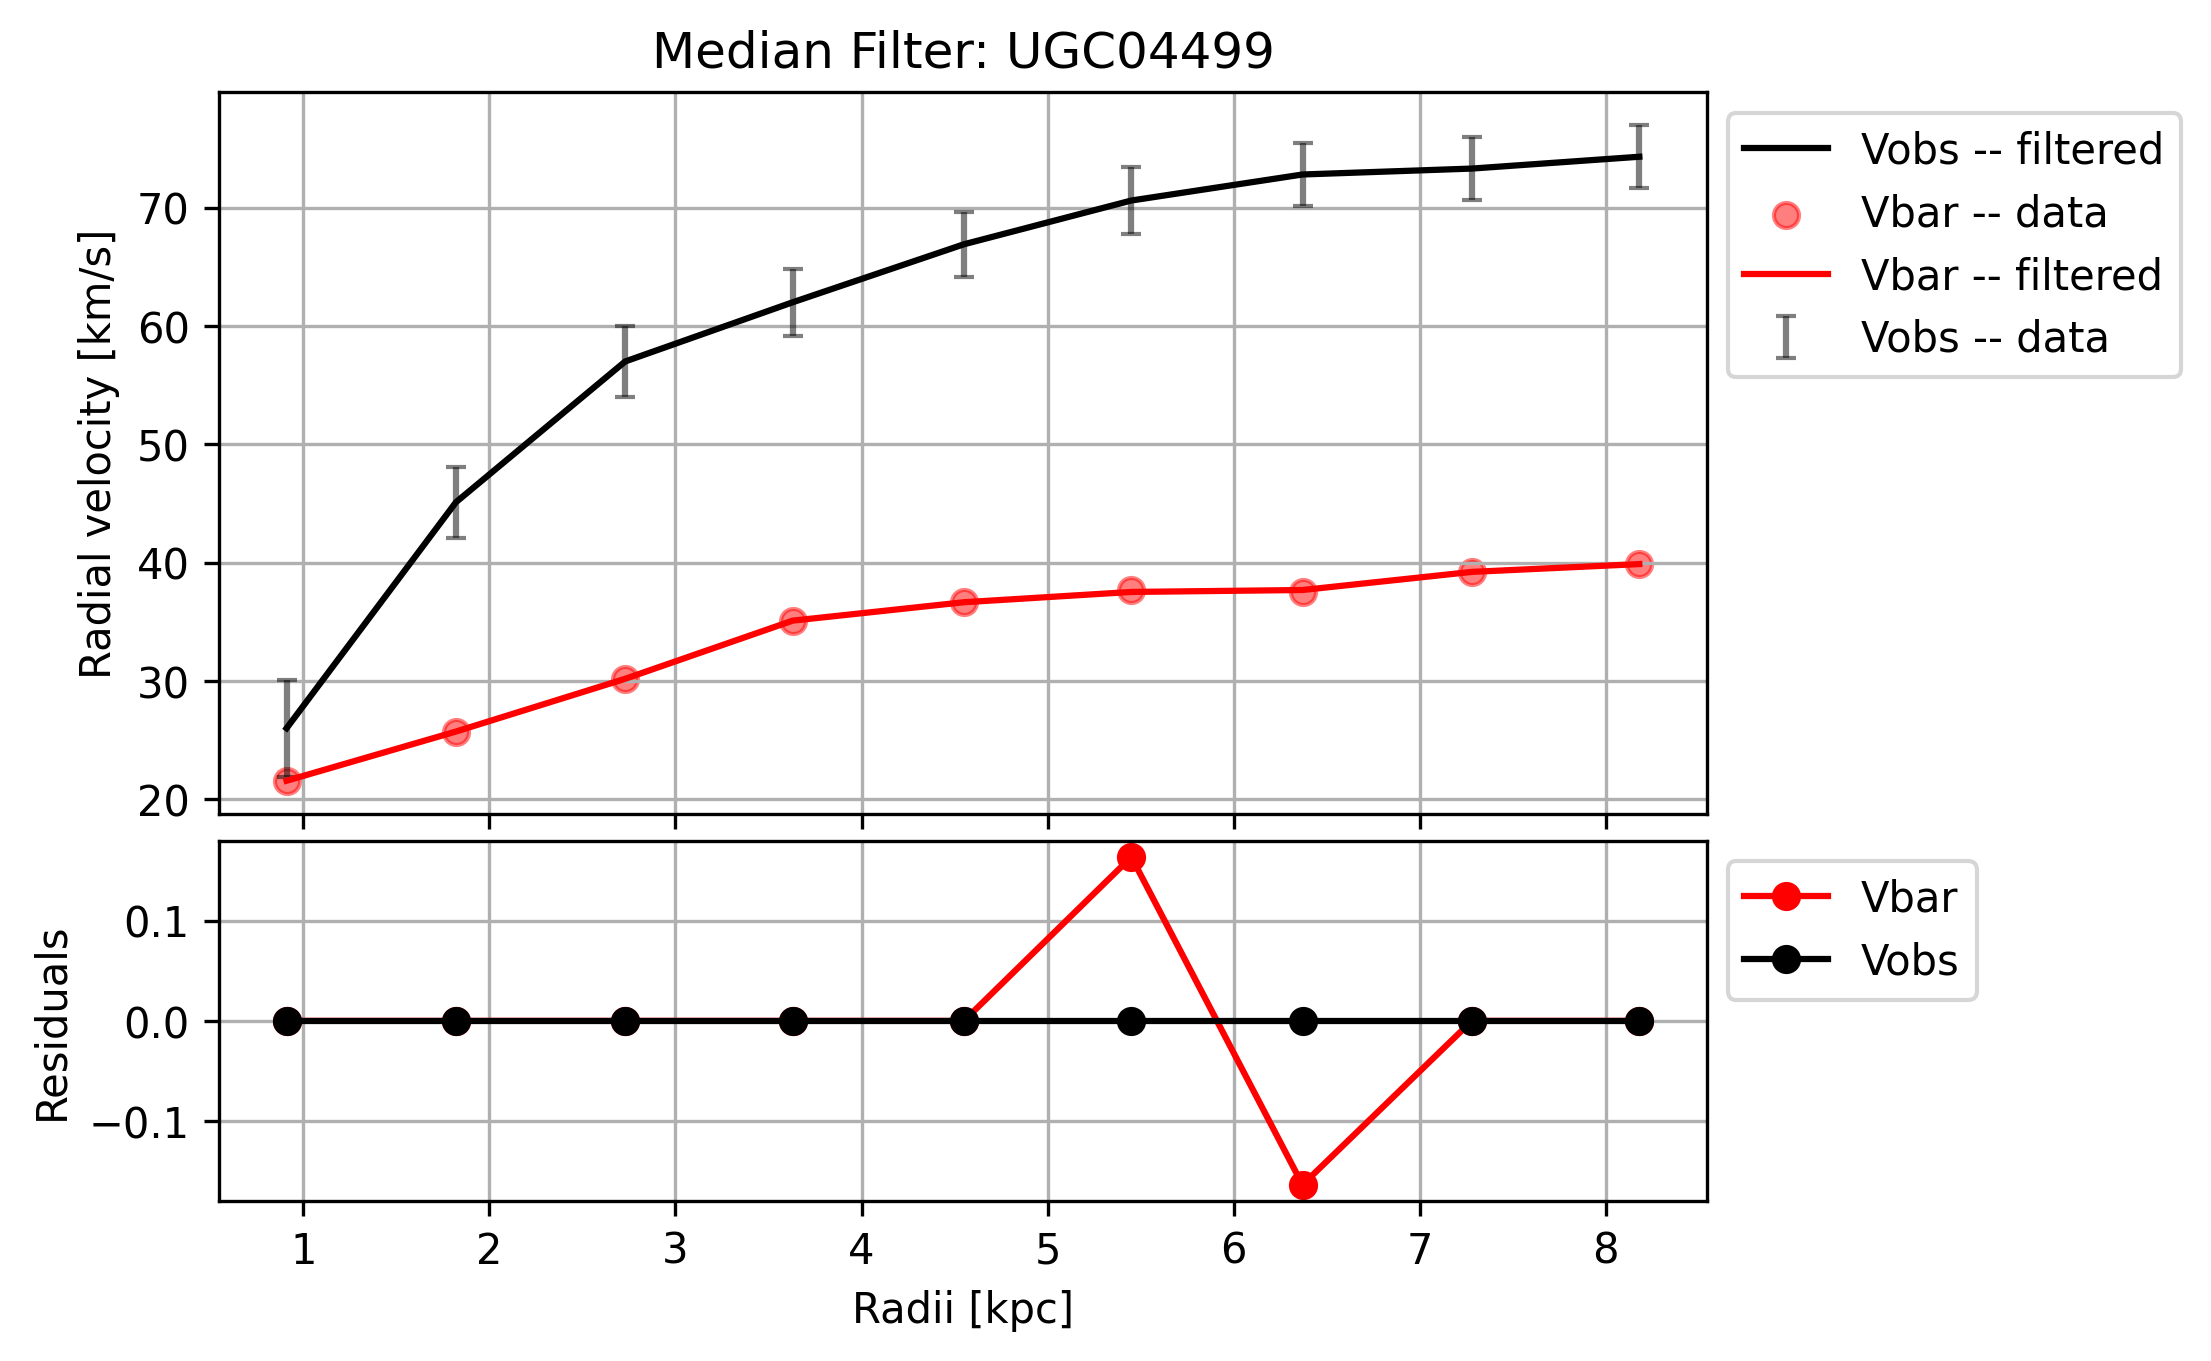 Median Filter: UGC04499
Radial velocity [km/s]
70
60
50
40
30
20
Vobs -- filtered
Vbar -- data
Vbar -- filtered
Vobs -- data
Residuals
0.1
0.0
−0.1
Vbar
Vobs
1 2 3 4 5 6 7 8
Radii [kpc]